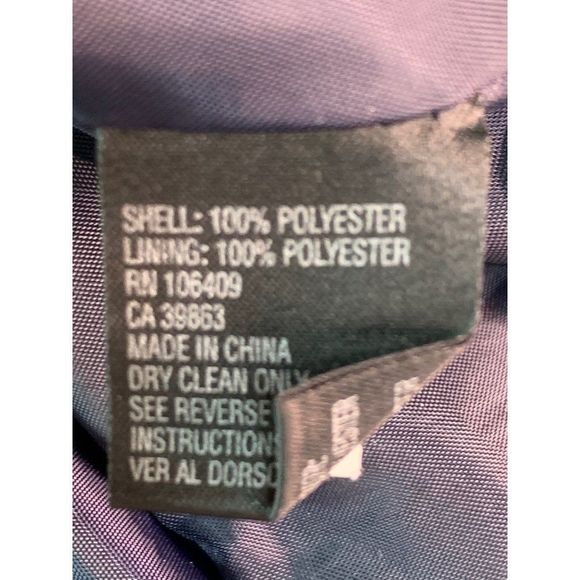 SHELL: 100% POLYESTER
LINING: 100% POLYESTER
RN 106409
CA 39863
MADE IN CHINA
DRY CLEAN ONLY
SEE REVERSE
INSTRUCTION
VER AL DORSO